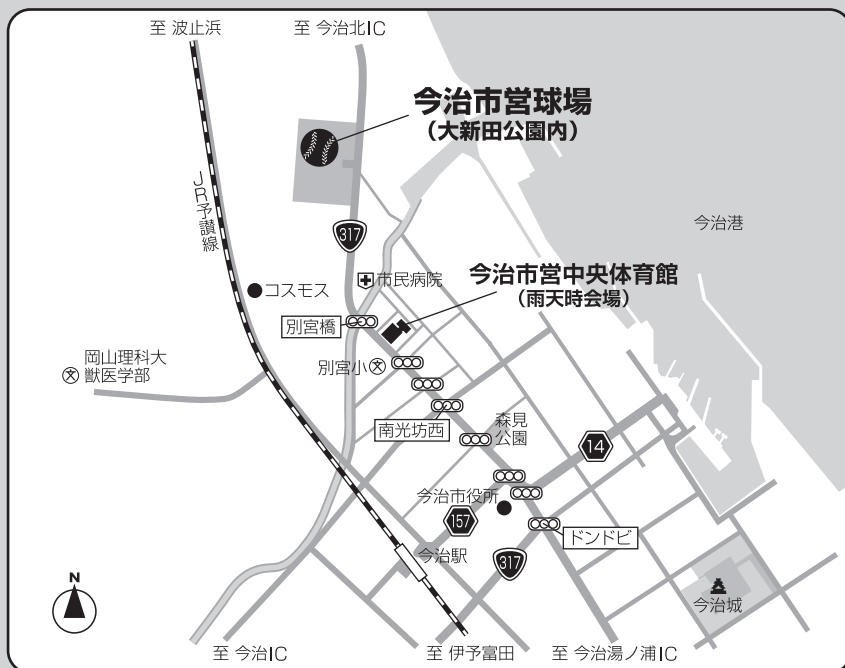 至 波止浜
至 今治北IC
今治市営球場
(大新田公園内)
JR予讃線
317
今治港
市民病院
今治市営中央体育館
(雨天時会場)
コスモス
別宮橋
岡山理科大
獣医学部
別宮小
南光坊西
森見
公園
14
今治市役所
157
ドンドビ
今治駅
317
今治城
N
至 今治IC
至 伊予富田
至 今治湯ノ浦IC